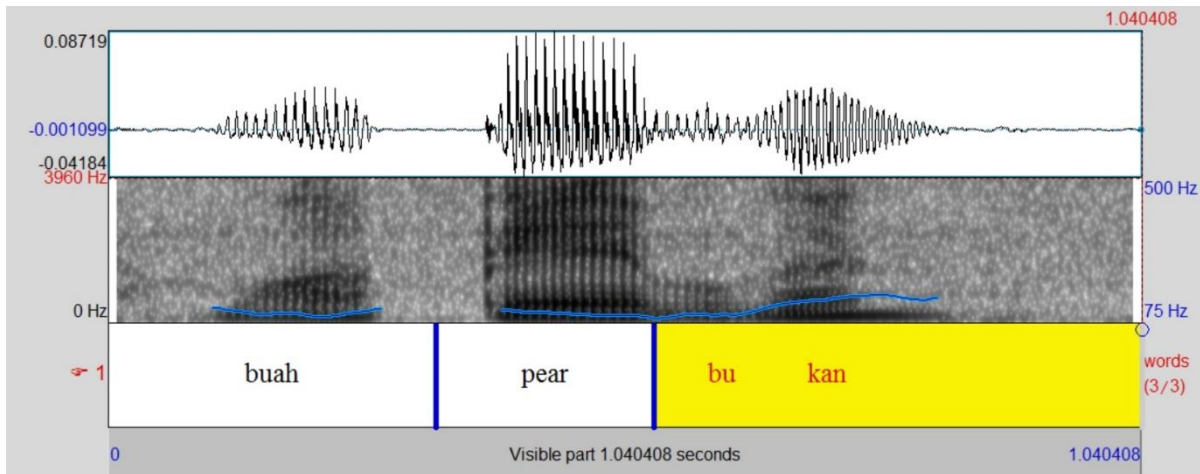 1.040408
0.08719
-0.001099
-0.04184
3960 Hz
500 Hz
0 Hz
75 Hz
1
buah pear bu kan
words
(3/3)
0 Visible part 1.040408 seconds 1.040408